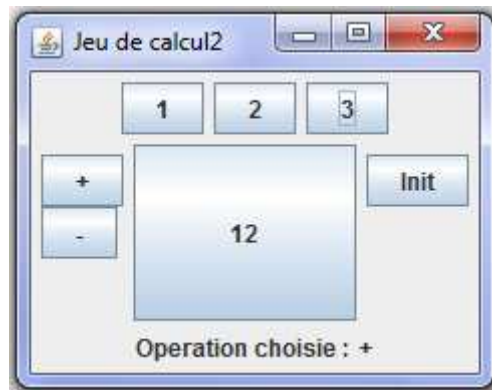 Jeu de calcul2
1 2 3
+ Init
-
12
Operation choisie : +